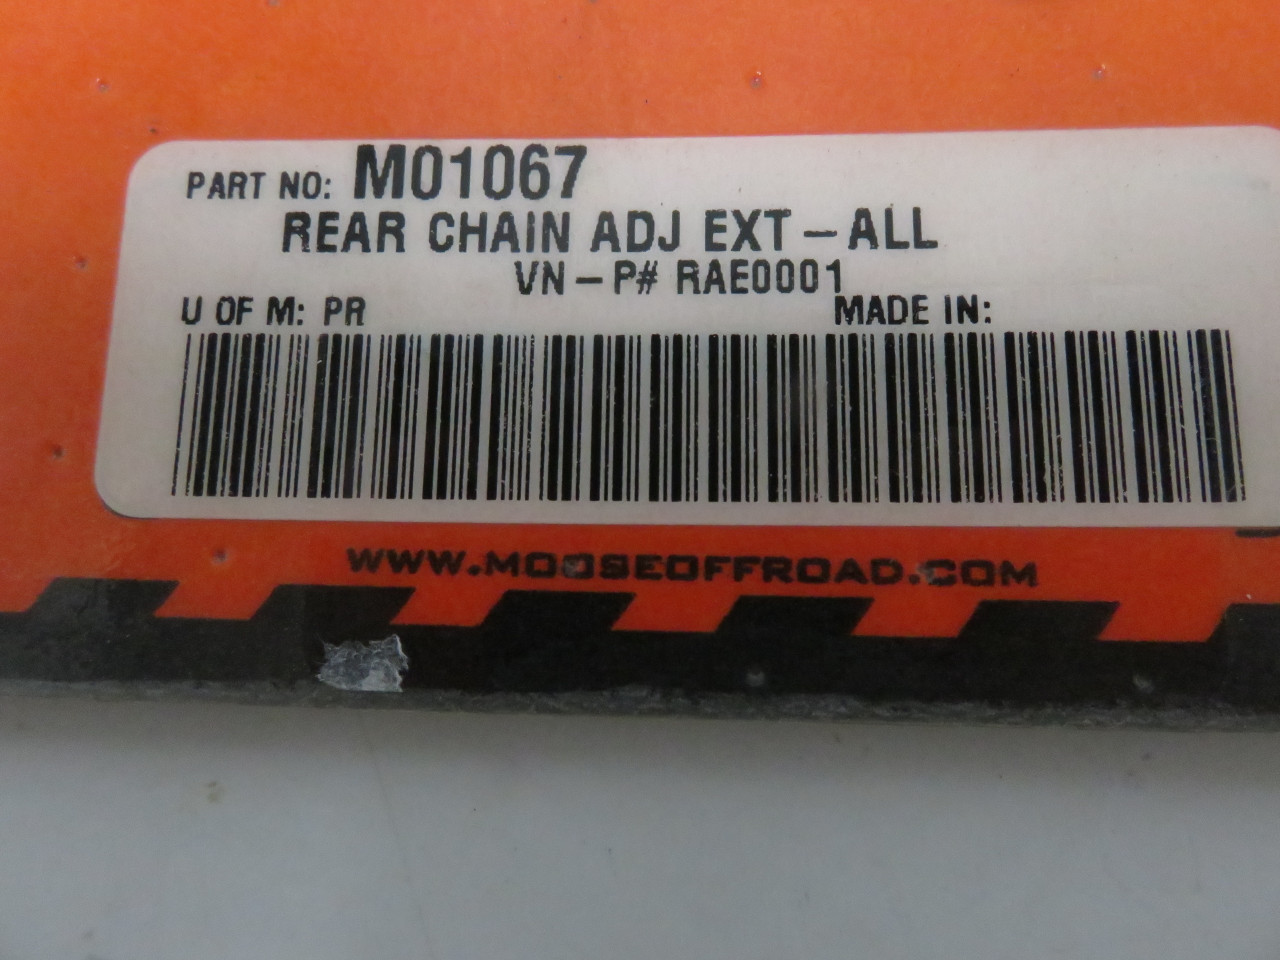 PART NO: M01067
REAR CHAIN ADJ EXT-ALL
VN-P# RAE0001
U OF M: PR MADE IN:
WWW.MOOSEOFFROAD.COM